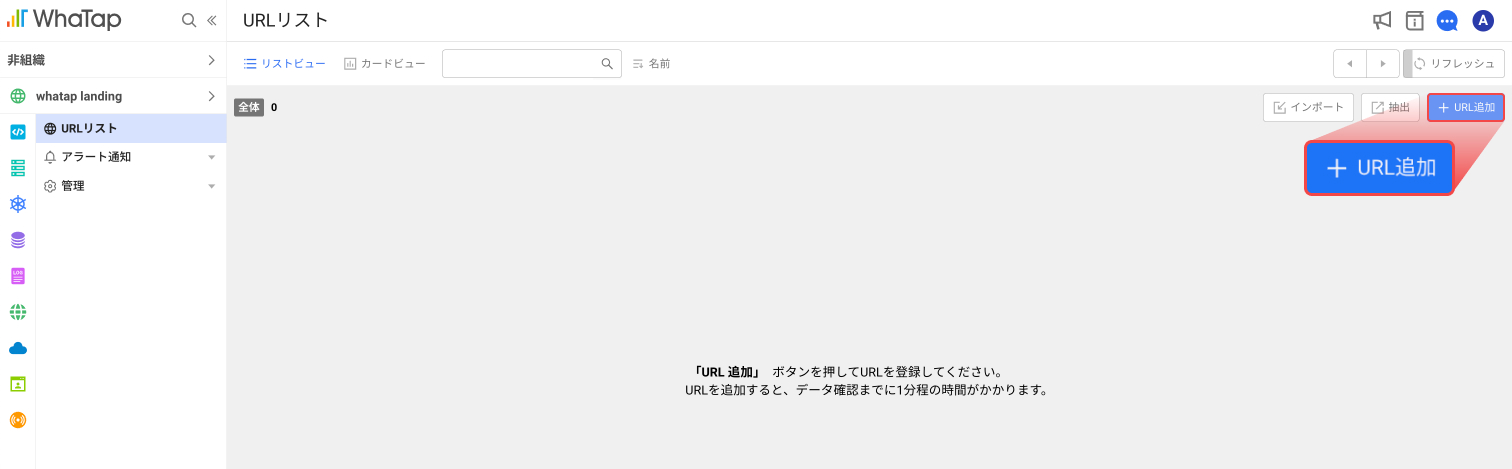 WhaTap
URLリスト
A
非組織
リストビュー
カードビュー
名前
リフレッシュ
whatap landing
全体 0
インポート
抽出
URL追加
URL追加
URLリスト
アラート通知
管理
LOG
「URL 追加」 ボタンを押してURLを登録してください。
URLを追加すると、データ確認までに1分程の時間がかかります。